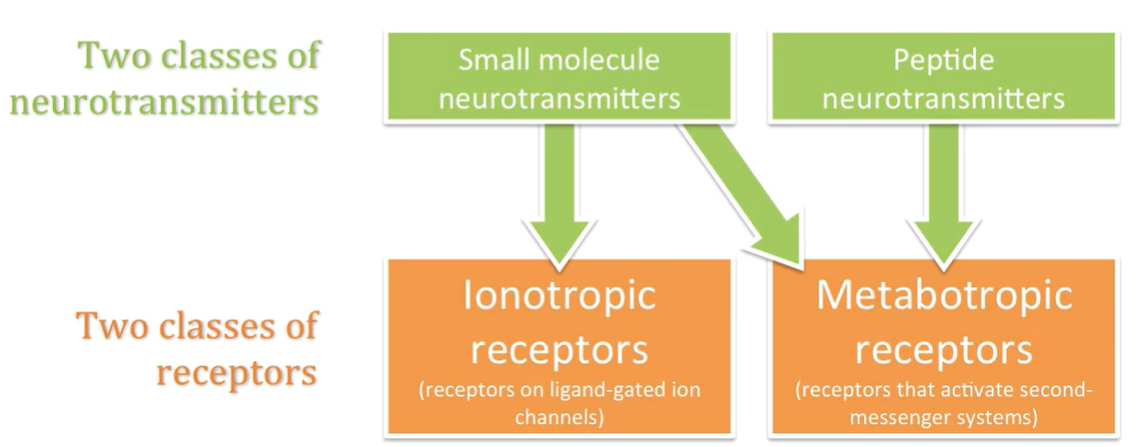 Two classes of
neurotransmitters
Small molecule
neurotransmitters
Peptide
neurotransmitters
Two classes of
receptors
Ionotropic
receptors
(receptors on ligand-gated ion
channels)
Metabotropic
receptors
(receptors that activate second-
messenger systems)